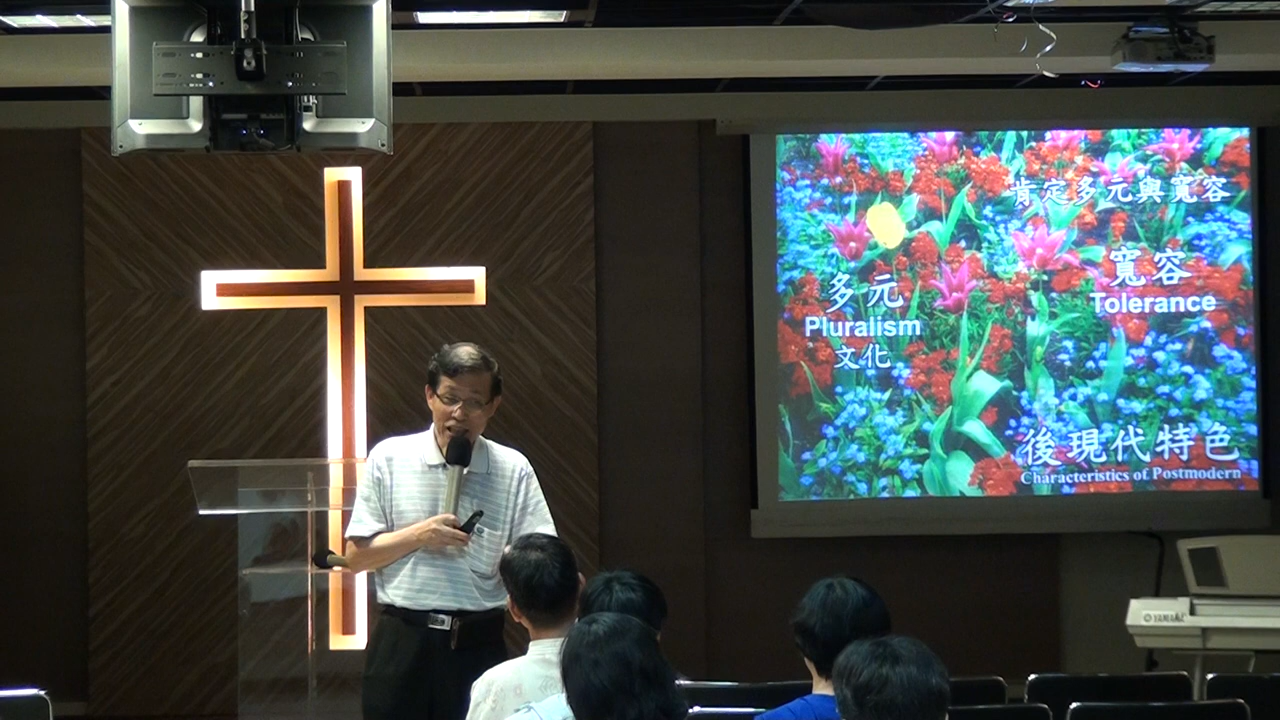 肯定多元與寬容
寬容
Tolerance
多元
Pluralism
文化
後現代特色
Characteristics of Postmodern
YAMAHA